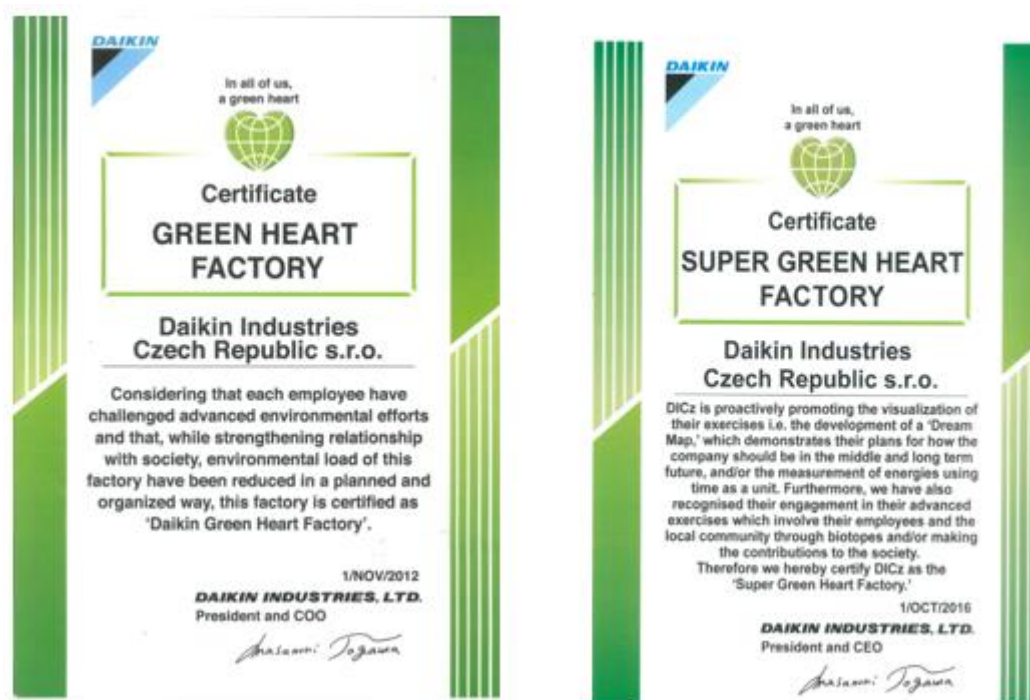 DAIKIN
In all of us,
a green heart
Certificate
GREEN HEART
FACTORY
Daikin Industries
Czech Republic s.r.o.
Considering that each employee have
challenged advanced environmental efforts
and that, while strengthening relationship
with society, environmental load of this
factory have been reduced in a planned and
organized way, this factory is certified as
'Daikin Green Heart Factory'.
1/NOV/2012
DAIKIN INDUSTRIES, LTD.
President and COO
Masanori Togawa
DAIKIN
In all of us,
a green heart
Certificate
SUPER GREEN HEART
FACTORY
Daikin Industries
Czech Republic s.r.o.
DICz is proactively promoting the visualization of
their exercises i.e. the development of a 'Dream
Map,' which demonstrates their plans for how the
company should be in the middle and long term
future, and/or the measurement of energies using
time as a unit. Furthermore, we have also
recognised their engagement in their advanced
exercises which involve their employees and the
local community through biotopes and/or making
the contributions to the society.
Therefore we hereby certify DICz as the
'Super Green Heart Factory.'
1/OCT/2016
DAIKIN INDUSTRIES, LTD.
President and CEO
Masanori Togawa